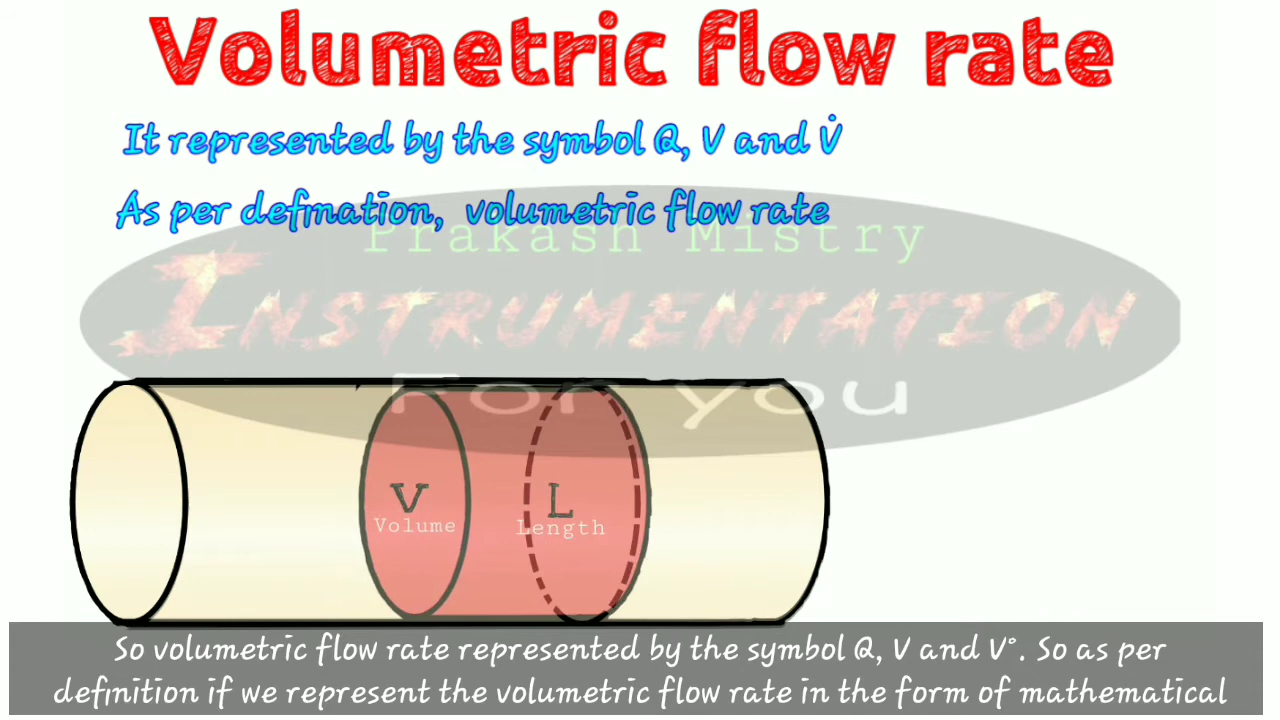 Volumetric flow rate
It represented by the symbol Q, V and V̇
As per defination, volumetric flow rate
Prakash Mistry
INSTRUMENTATION
For you
V
Volume
L
Length
So volumetric flow rate represented by the symbol Q, V and V°. So as per
definition if we represent the volumetric flow rate in the form of mathematical